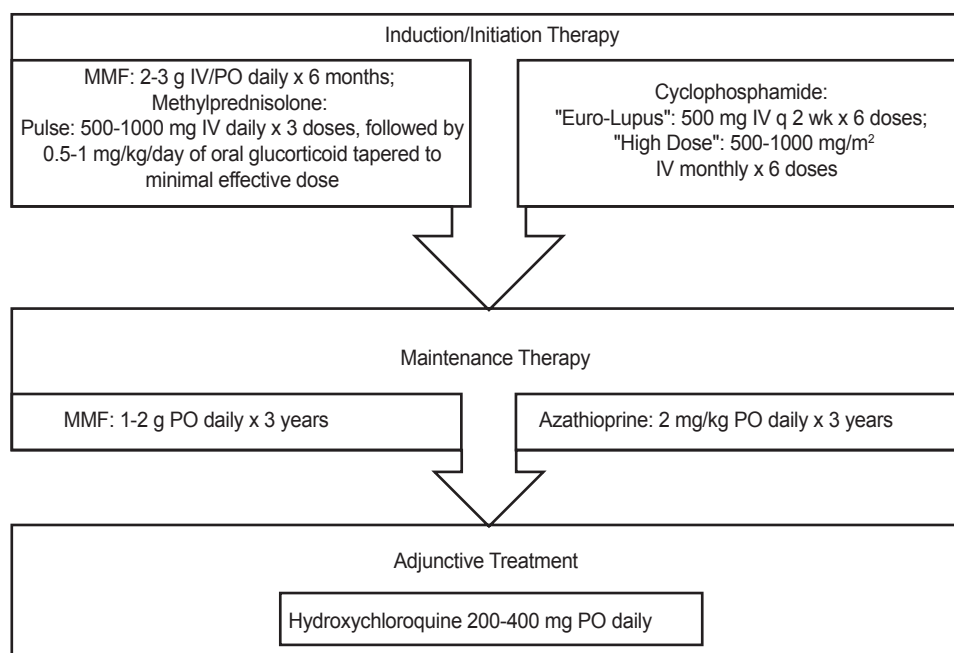 Induction/Initiation Therapy
MMF: 2-3 g IV/PO daily x 6 months;
Methylprednisolone:
Pulse: 500-1000 mg IV daily x 3 doses, followed by
0.5-1 mg/kg/day of oral glucorticoid tapered to
minimal effective dose
Cyclophosphamide:
"Euro-Lupus": 500 mg IV q 2 wk x 6 doses;
"High Dose": 500-1000 mg/m²
IV monthly x 6 doses
Maintenance Therapy
MMF: 1-2 g PO daily x 3 years
Azathioprine: 2 mg/kg PO daily x 3 years
Adjunctive Treatment
Hydroxychloroquine 200-400 mg PO daily